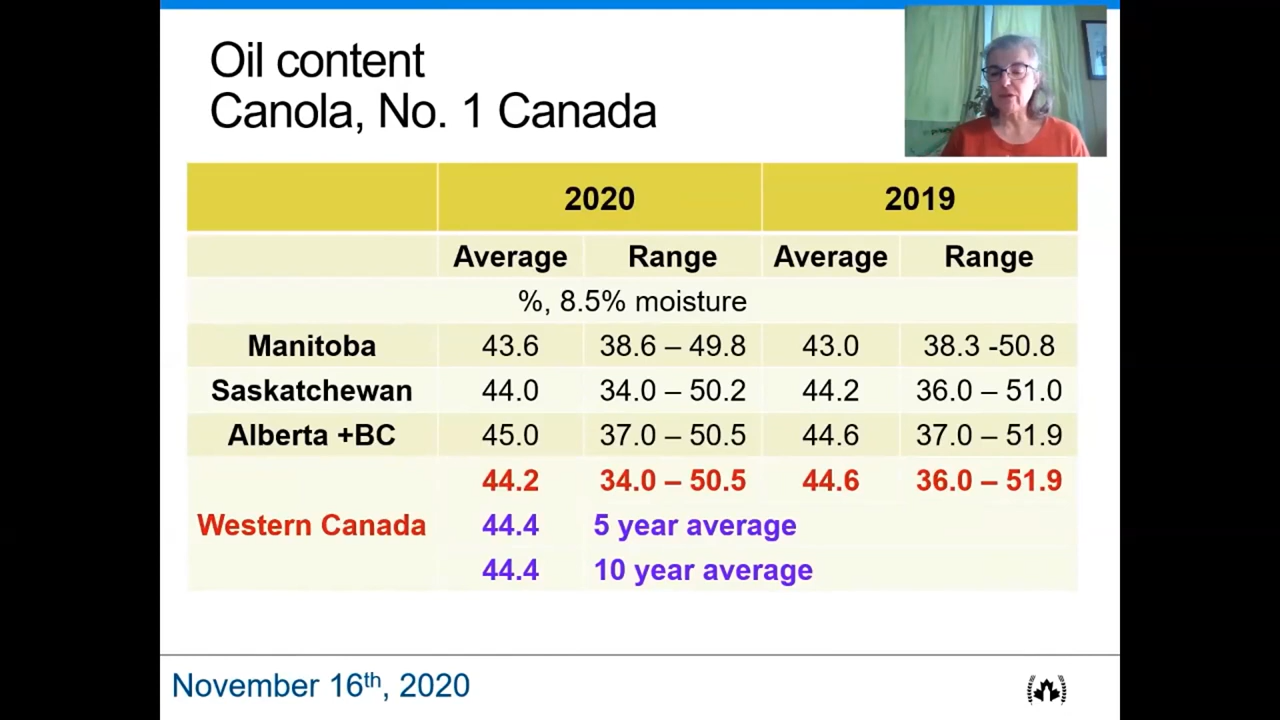 Oil content
Canola, No. 1 Canada
2020 2019
Average Range Average Range
%, 8.5% moisture
Manitoba 43.6 38.6 – 49.8 43.0 38.3 -50.8
Saskatchewan 44.0 34.0 – 50.2 44.2 36.0 – 51.0
Alberta +BC 45.0 37.0 – 50.5 44.6 37.0 – 51.9
44.2 34.0 – 50.5 44.6 36.0 – 51.9
Western Canada 44.4 5 year average
44.4 10 year average
November 16th, 2020